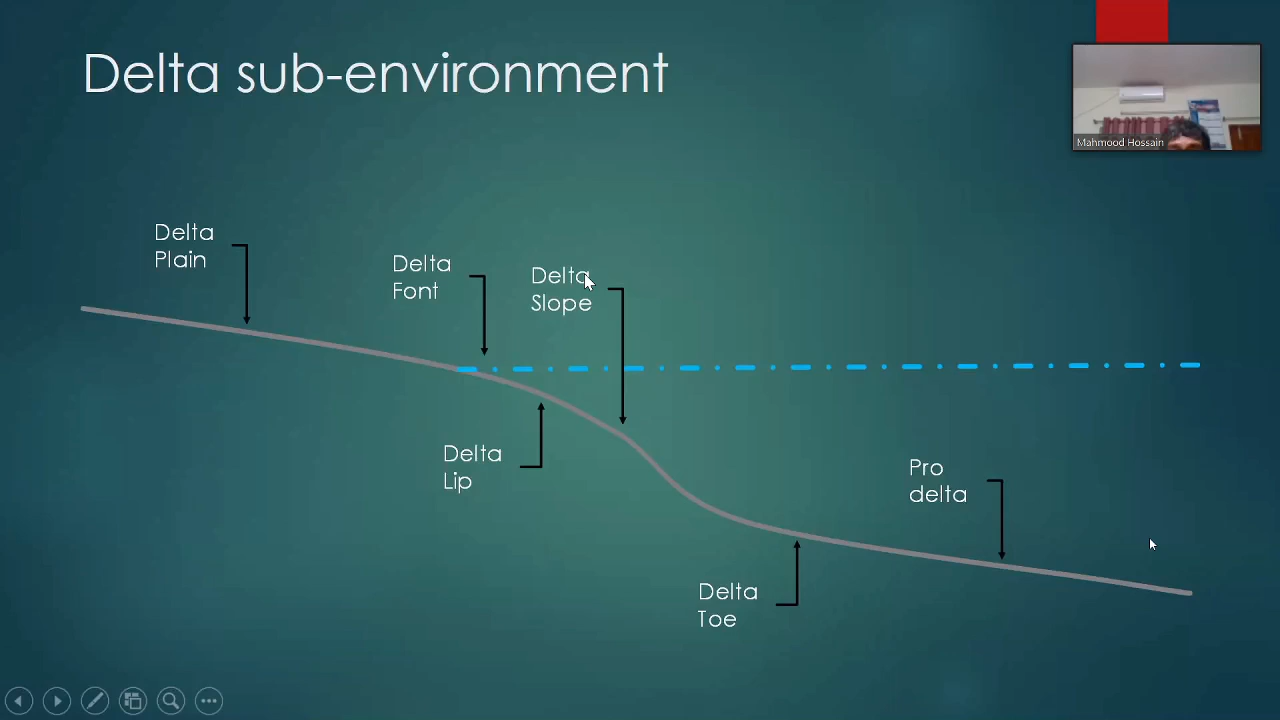 Delta sub-environment
Mahmood Hossain
Delta
Plain
Delta
Font
Delta
Slope
Delta
Lip
Pro
delta
Delta
Toe